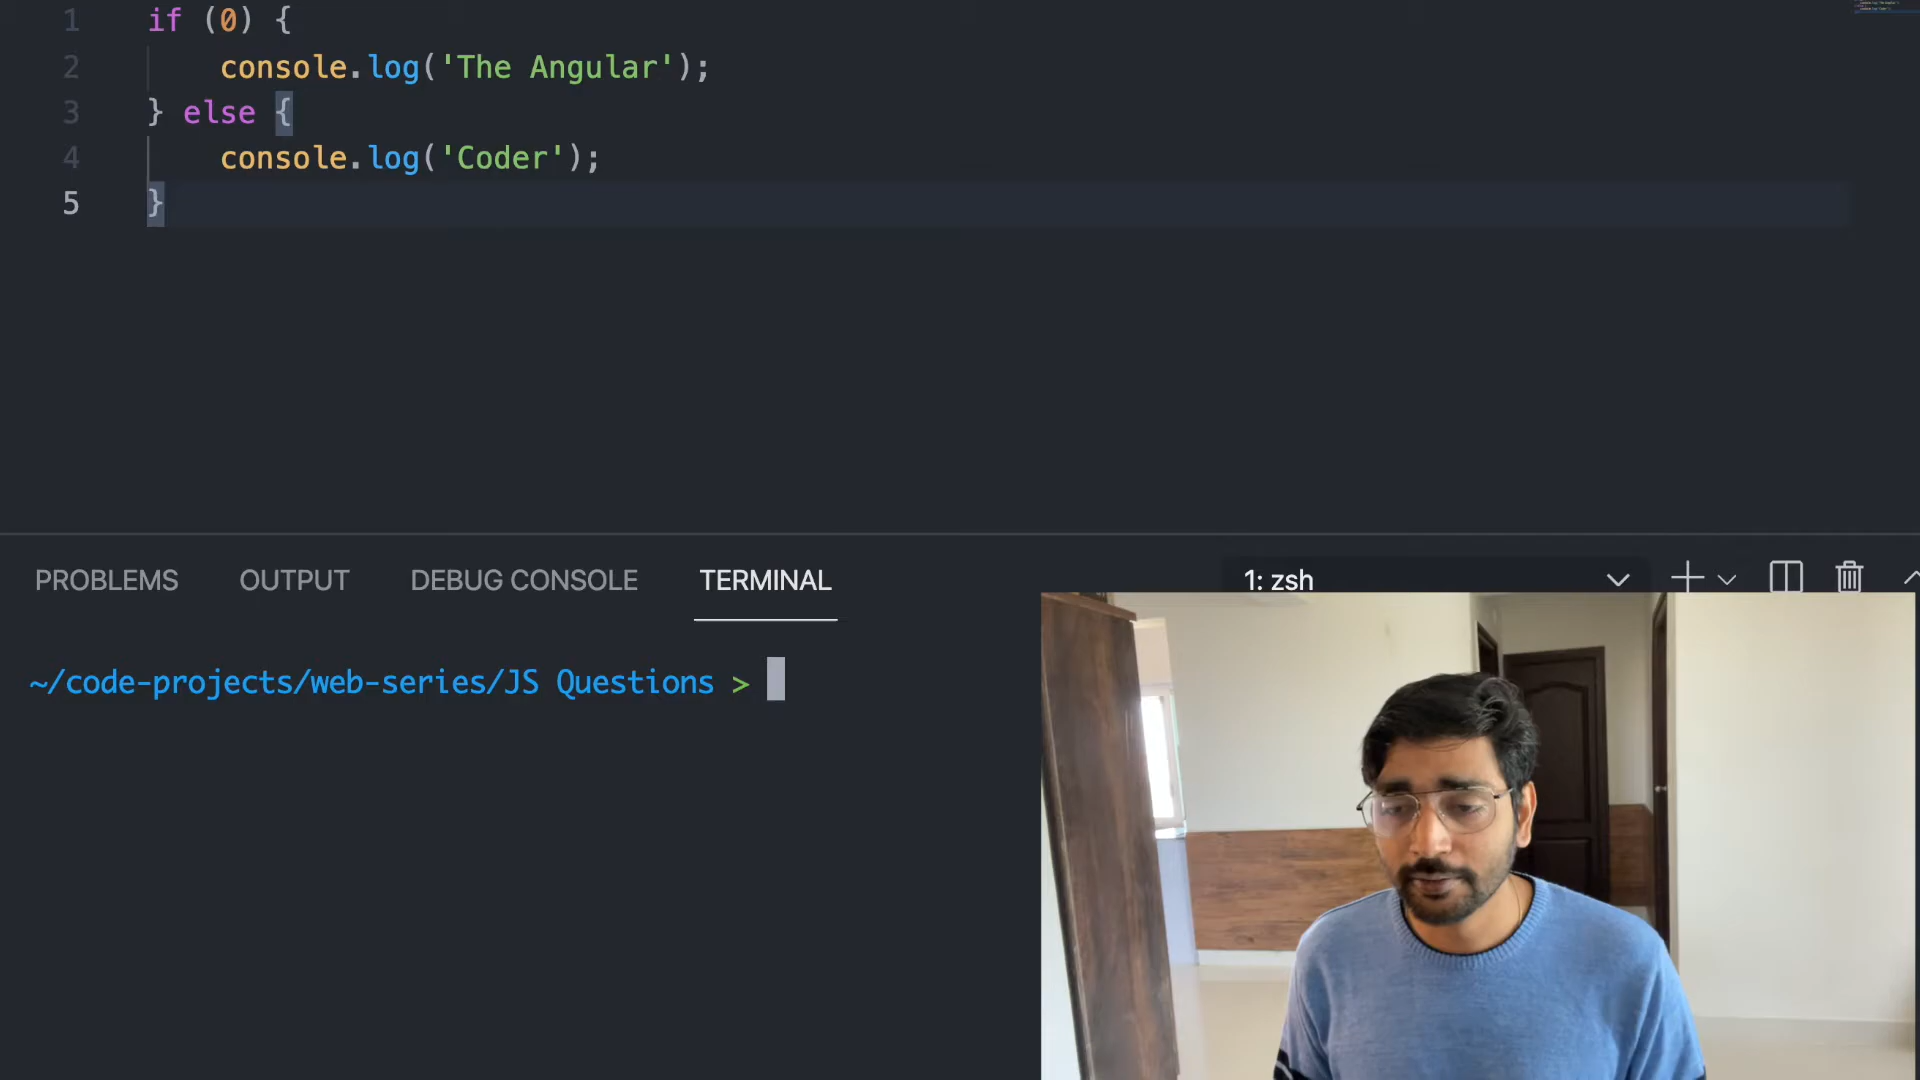 1 if (0) {
2 console.log('The Angular');
3 } else {
4 console.log('Coder');
5 }
PROBLEMS OUTPUT DEBUG CONSOLE TERMINAL 1: zsh
~/code-projects/web-series/JS Questions >